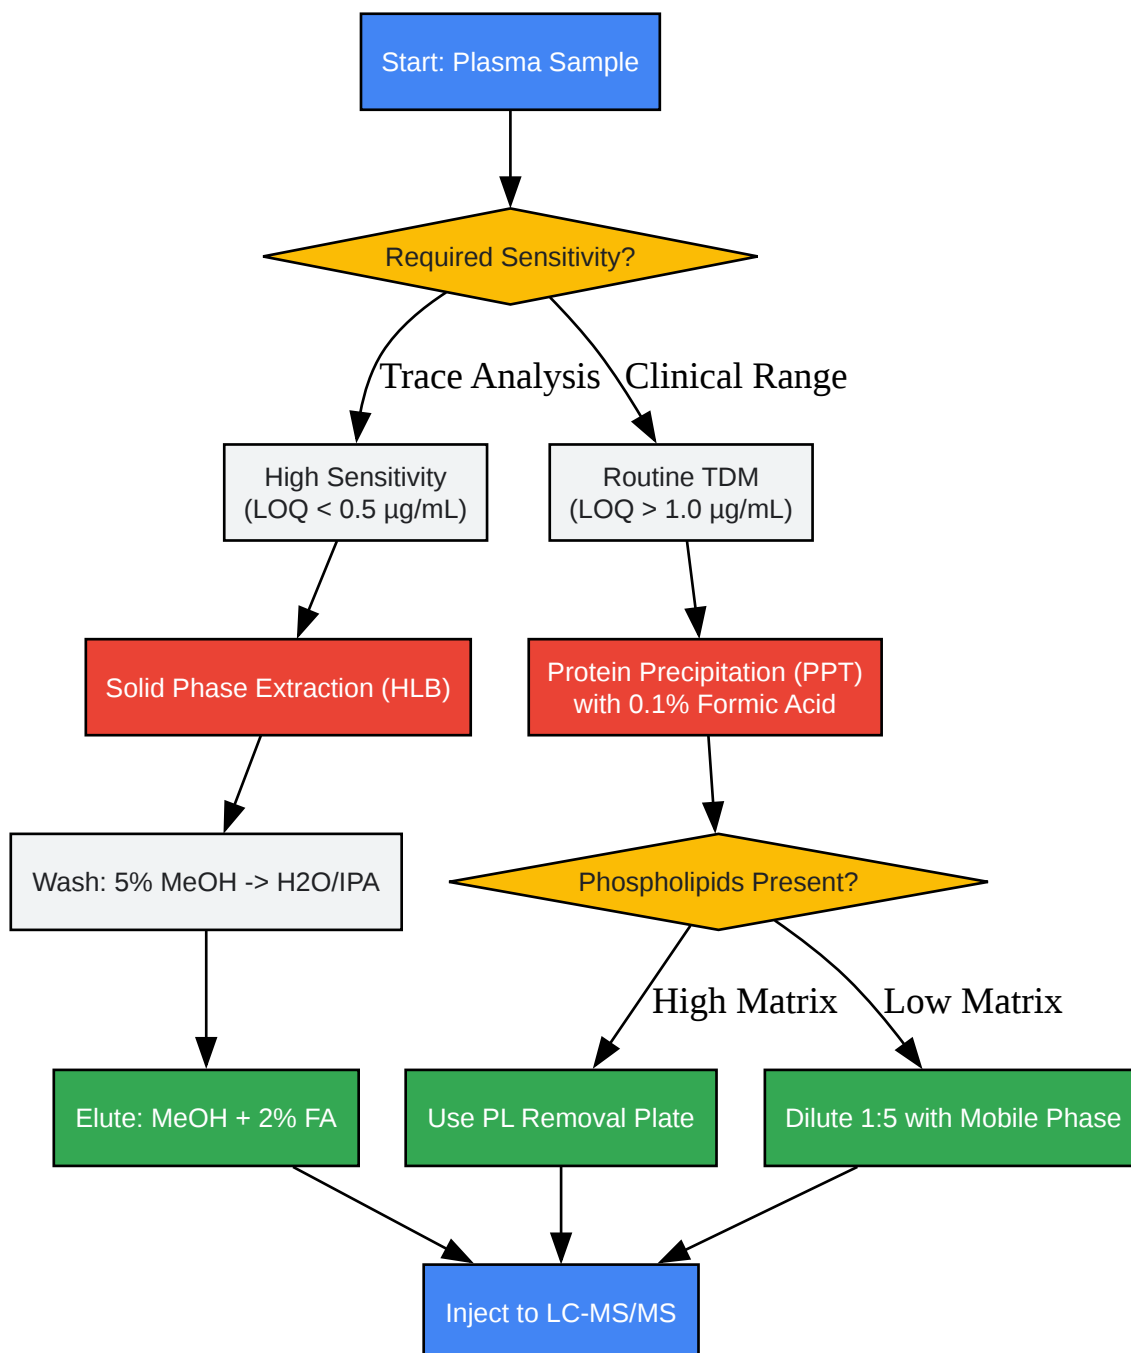 Start: Plasma Sample
Required Sensitivity?
Trace Analysis
Clinical Range
High Sensitivity
(LOQ < 0.5 µg/mL)
Routine TDM
(LOQ > 1.0 µg/mL)
Solid Phase Extraction (HLB)
Protein Precipitation (PPT)
with 0.1% Formic Acid
Wash: 5% MeOH -> H2O/IPA
Phospholipids Present?
High Matrix
Low Matrix
Elute: MeOH + 2% FA
Use PL Removal Plate
Dilute 1:5 with Mobile Phase
Inject to LC-MS/MS